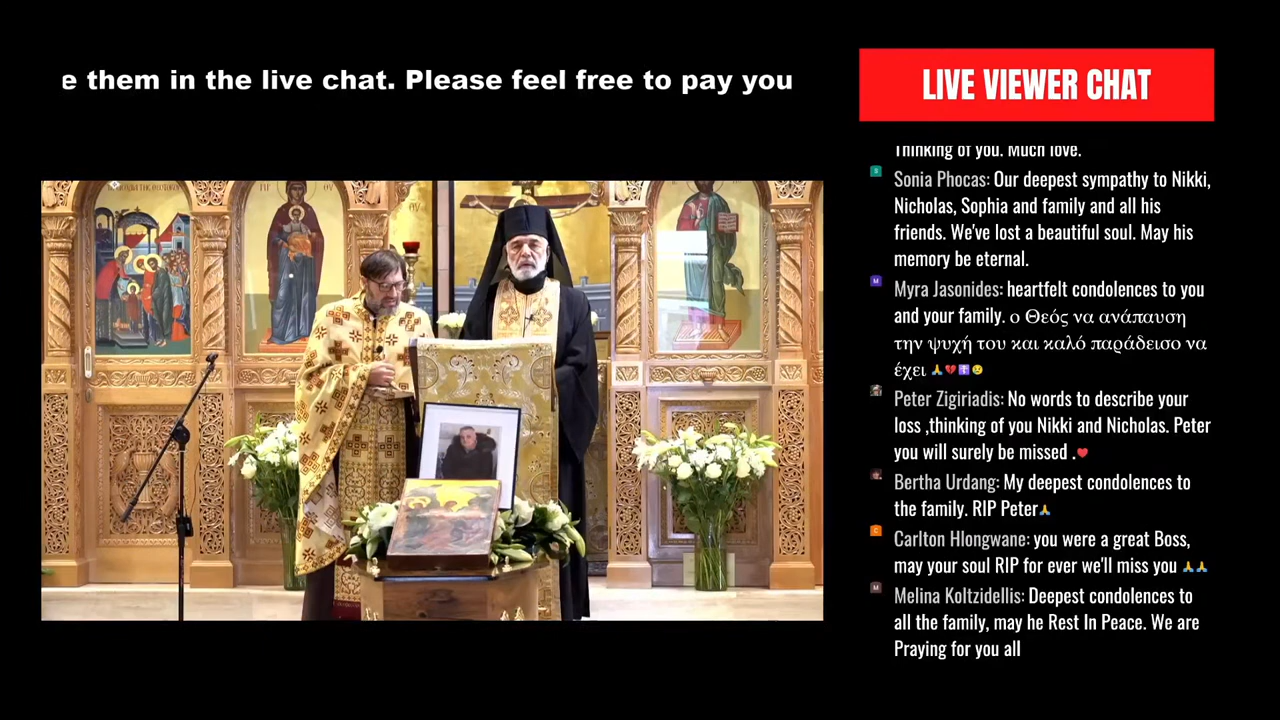 e them in the live chat. Please feel free to pay you
LIVE VIEWER CHAT
Thinking of you. Much love.
Sonia Phocas: Our deepest sympathy to Nikki,
Nicholas, Sophia and family and all his
friends. We've lost a beautiful soul. May his
memory be eternal.
Myra Jasonides: heartfelt condolences to you
and your family. ο Θεός να ανάπαυση
την ψυχή του και καλό παράδεισο να
έχει 🙏💔✝️😢
Peter Zigiriadis: No words to describe your
loss ,thinking of you Nikki and Nicholas. Peter
you will surely be missed .❤️
Bertha Urdang: My deepest condolences to
the family. RIP Peter🙏
Carlton Hlongwane: you were a great Boss,
may your soul RIP for ever we'll miss you 🙏🙏
Melina Koltzidellis: Deepest condolences to
all the family, may he Rest In Peace. We are
Praying for you all